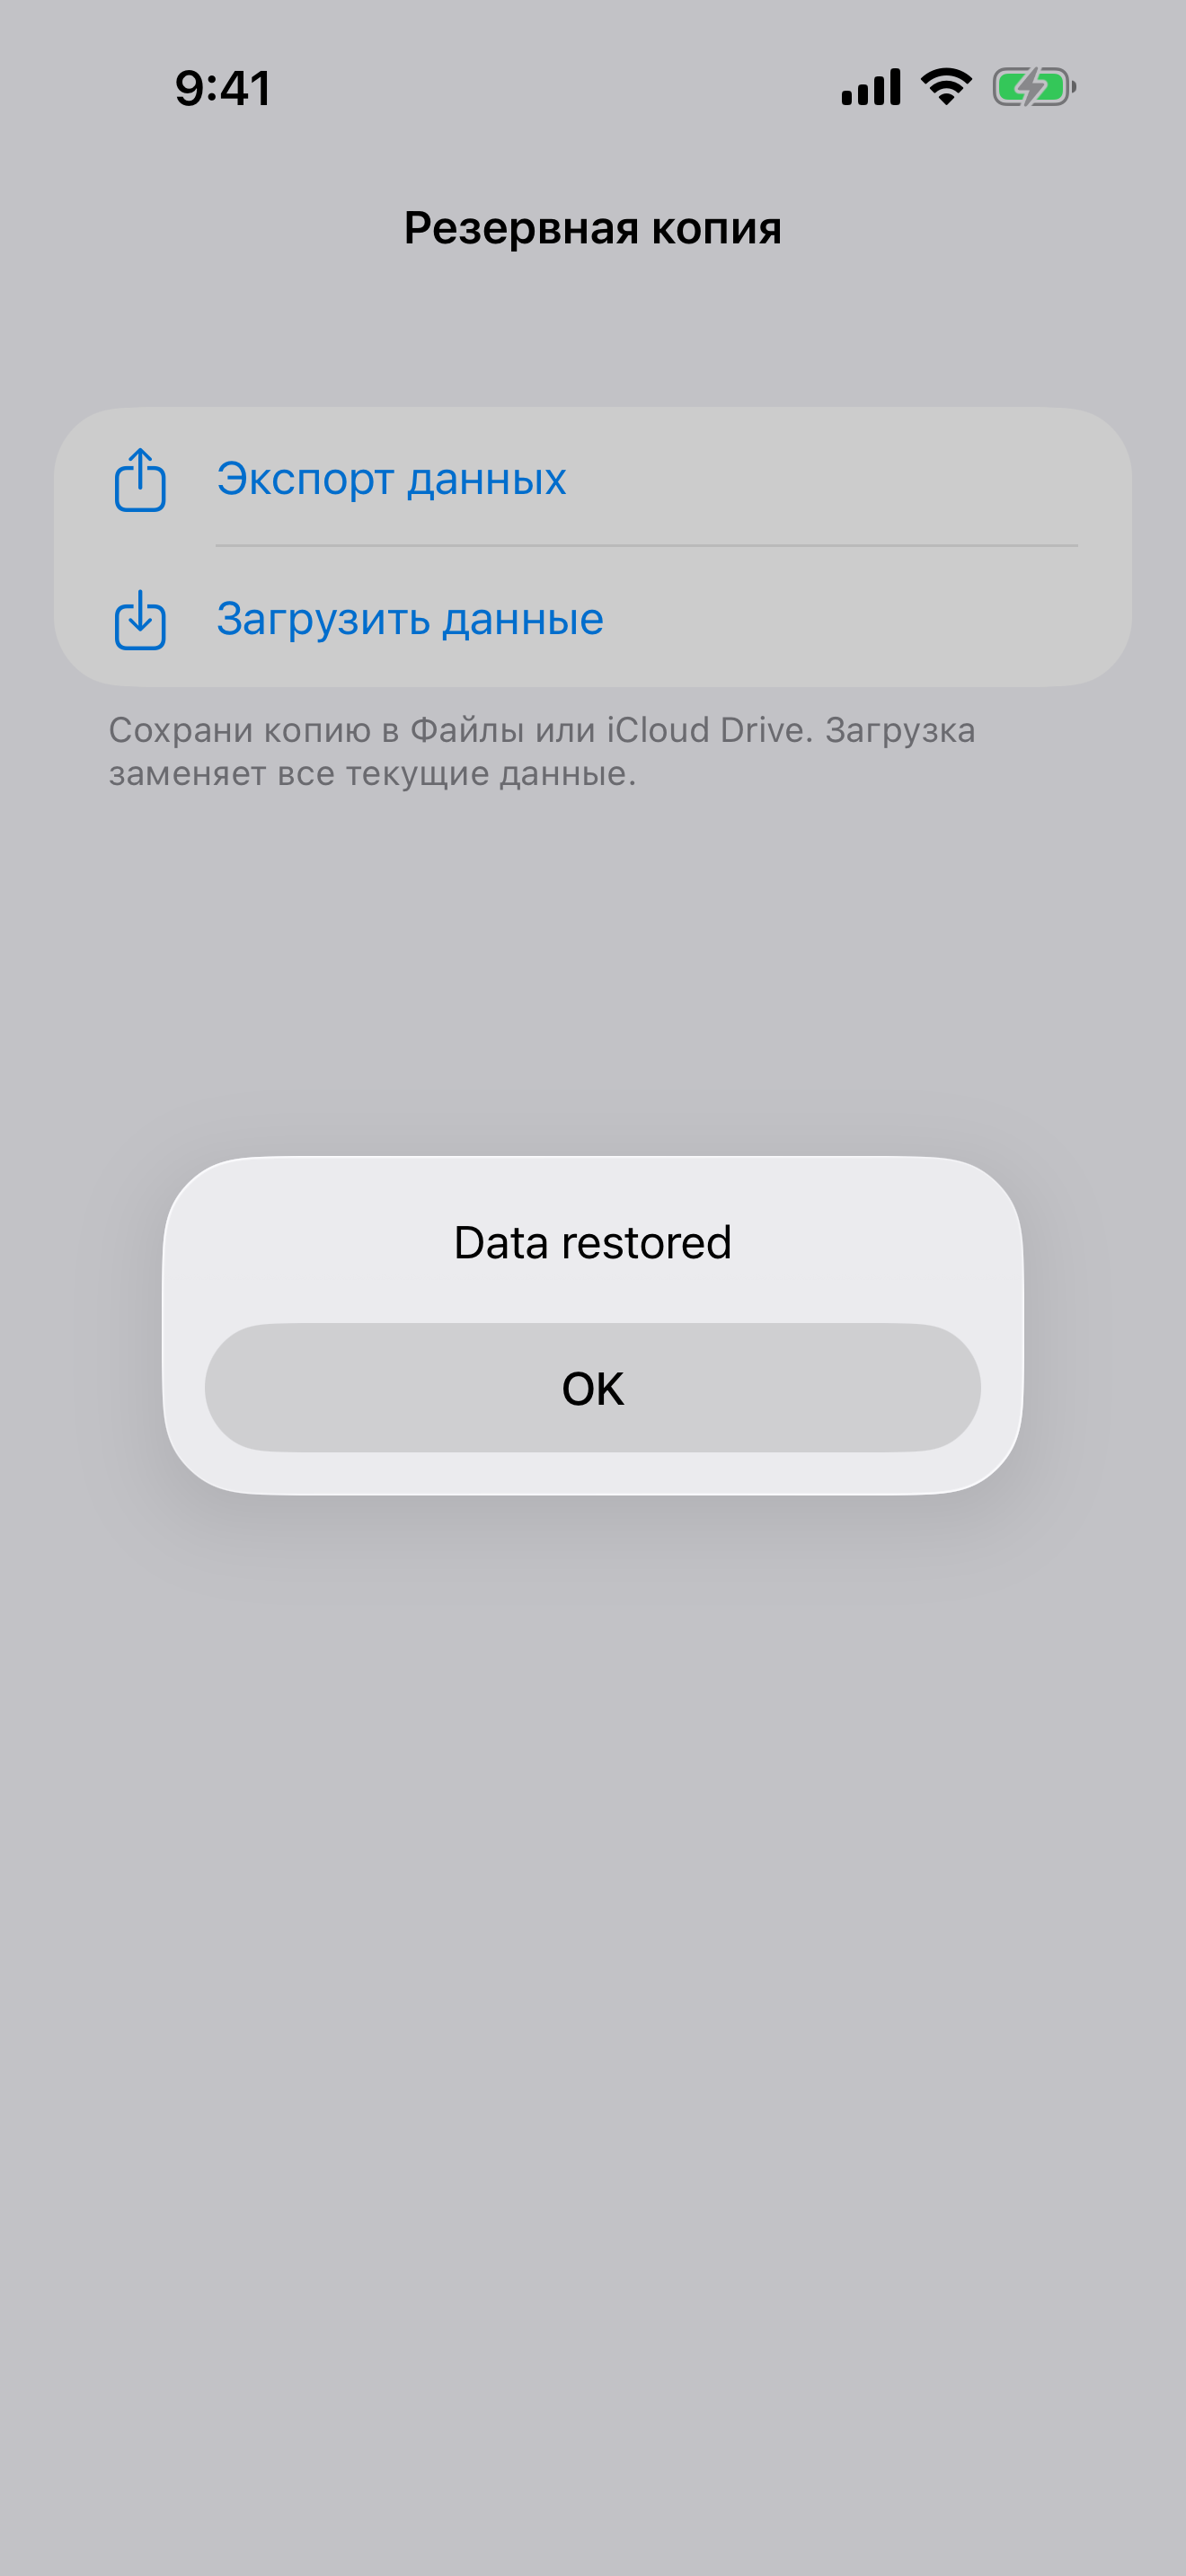 9:41
Резервная копия
Экспорт данных
Загрузить данные
Сохрани копию в Файлы или iCloud Drive. Загрузка
заменяет все текущие данные.
Data restored
OK